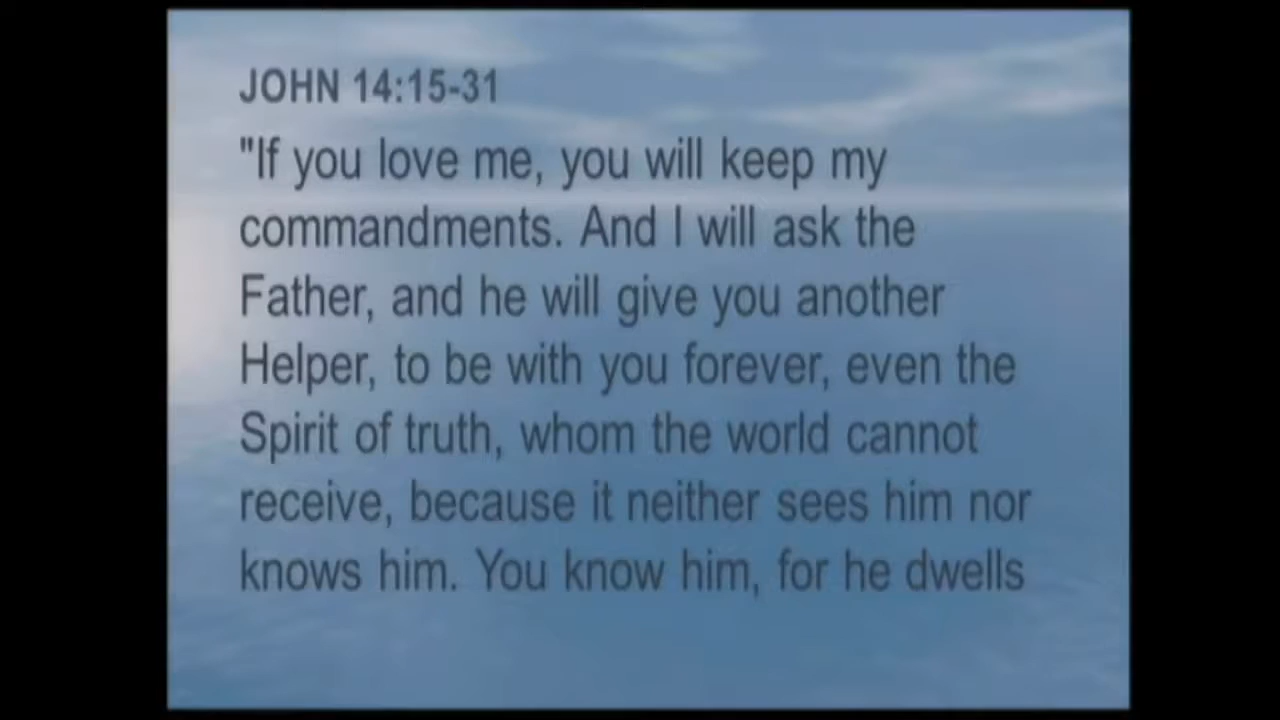 JOHN 14:15-31
"If you love me, you will keep my
commandments. And I will ask the
Father, and he will give you another
Helper, to be with you forever, even the
Spirit of truth, whom the world cannot
receive, because it neither sees him nor
knows him. You know him, for he dwells